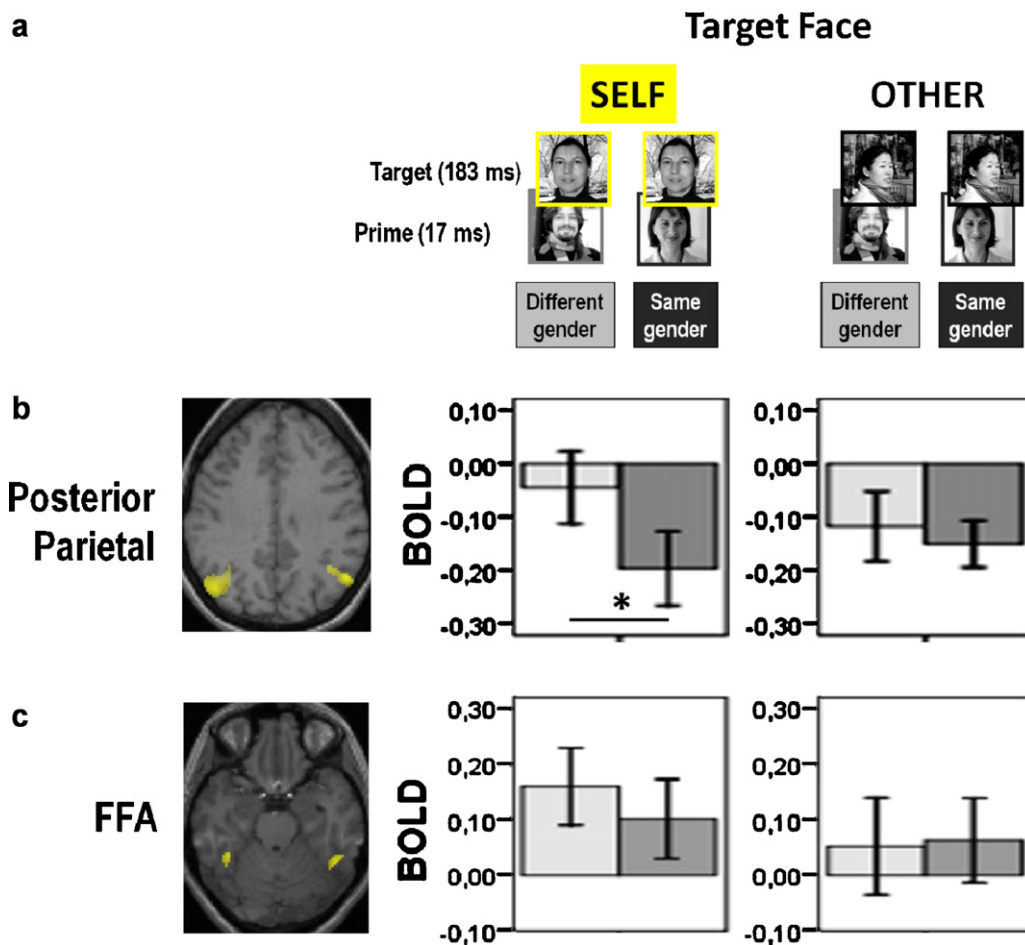 a
Target Face
SELF
OTHER
Target (183 ms)
Prime (17 ms)
Different
gender
Same
gender
Different
gender
Same
gender
b
Posterior
Parietal
BOLD
0,10
0,00
-0,10
-0,20
-0,30
*
0,10
0,00
-0,10
-0,20
-0,30
c
FFA
BOLD
0,30
0,20
0,10
0,00
-0,10
0,30
0,20
0,10
0,00
-0,10